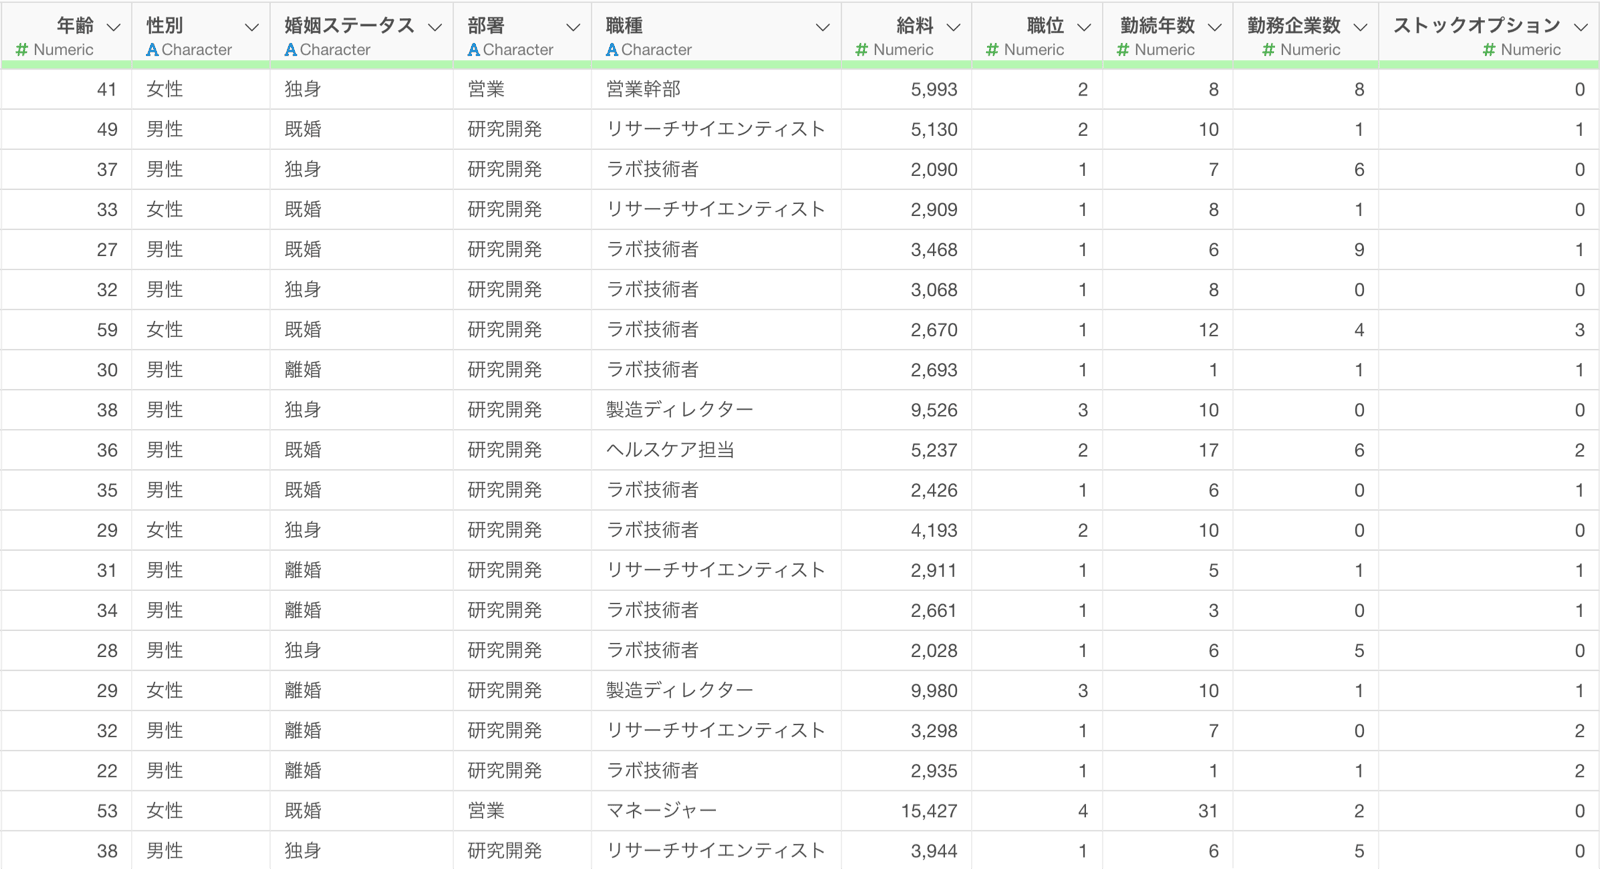 年齢 性別 婚姻ステータス 部署 職種 給料 職位 勤続年数 勤務企業数 ストックオプション
# Numeric A Character A Character A Character A Character # Numeric # Numeric # Numeric # Numeric # Numeric
41 女性 独身 営業 営業幹部 5,993 2 8 8 0
49 男性 既婚 研究開発 リサーチサイエンティスト 5,130 2 10 1 1
37 男性 独身 研究開発 ラボ技術者 2,090 1 7 6 0
33 女性 既婚 研究開発 リサーチサイエンティスト 2,909 1 8 1 0
27 男性 既婚 研究開発 ラボ技術者 3,468 1 6 9 1
32 男性 独身 研究開発 ラボ技術者 3,068 1 8 0 0
59 女性 既婚 研究開発 ラボ技術者 2,670 1 12 4 3
30 男性 離婚 研究開発 ラボ技術者 2,693 1 1 1 1
38 男性 独身 研究開発 製造ディレクター 9,526 3 10 0 0
36 男性 既婚 研究開発 ヘルスケア担当 5,237 2 17 6 2
35 男性 既婚 研究開発 ラボ技術者 2,426 1 6 0 1
29 女性 独身 研究開発 ラボ技術者 4,193 2 10 0 0
31 男性 離婚 研究開発 リサーチサイエンティスト 2,911 1 5 1 1
34 男性 離婚 研究開発 ラボ技術者 2,661 1 3 0 1
28 男性 独身 研究開発 ラボ技術者 2,028 1 6 5 0
29 女性 離婚 研究開発 製造ディレクター 9,980 3 10 1 1
32 男性 離婚 研究開発 リサーチサイエンティスト 3,298 1 7 0 2
22 男性 離婚 研究開発 ラボ技術者 2,935 1 1 1 2
53 女性 既婚 営業 マネージャー 15,427 4 31 2 0
38 男性 独身 研究開発 リサーチサイエンティスト 3,944 1 6 5 0